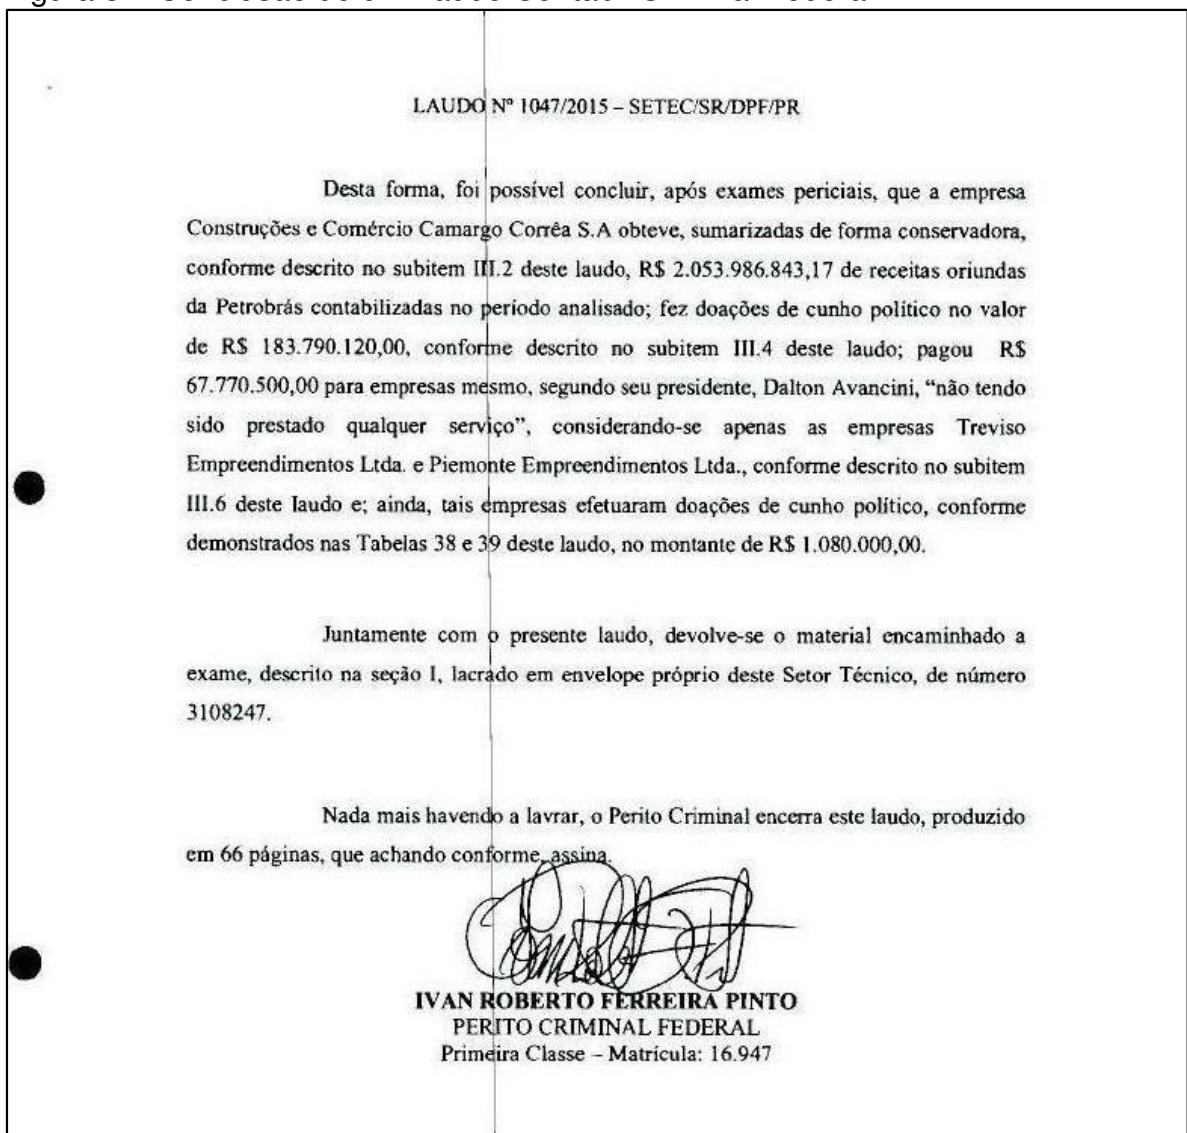 LAUDO Nº 1047/2015 – SETEC/SR/DPF/PR
Desta forma, foi possível concluir, após exames periciais, que a empresa
Construções e Comércio Camargo Corrêa S.A obteve, sumarizadas de forma conservadora,
conforme descrito no subitem III.2 deste laudo, R$ 2.053.986.843,17 de receitas oriundas
da Petrobrás contabilizadas no período analisado; fez doações de cunho político no valor
de R$ 183.790.120,00, conforme descrito no subitem III.4 deste laudo; pagou R$
67.770.500,00 para empresas mesmo, segundo seu presidente, Dalton Avancini, “não tendo
sido prestado qualquer serviço”, considerando-se apenas as empresas Treviso
Empreendimentos Ltda. e Piemonte Empreendimentos Ltda., conforme descrito no subitem
III.6 deste laudo e; ainda, tais empresas efetuaram doações de cunho político, conforme
demonstrados nas Tabelas 38 e 39 deste laudo, no montante de R$ 1.080.000,00.
Juntamente com o presente laudo, devolve-se o material encaminhado a
exame, descrito na seção I, lacrado em envelope próprio deste Setor Técnico, de número
3108247.
Nada mais havendo a lavrar, o Perito Criminal encerra este laudo, produzido
em 66 páginas, que achando conforme, assina.
IVAN ROBERTO FERREIRA PINTO
PERITO CRIMINAL FEDERAL
Primeira Classe – Matrícula: 16.947